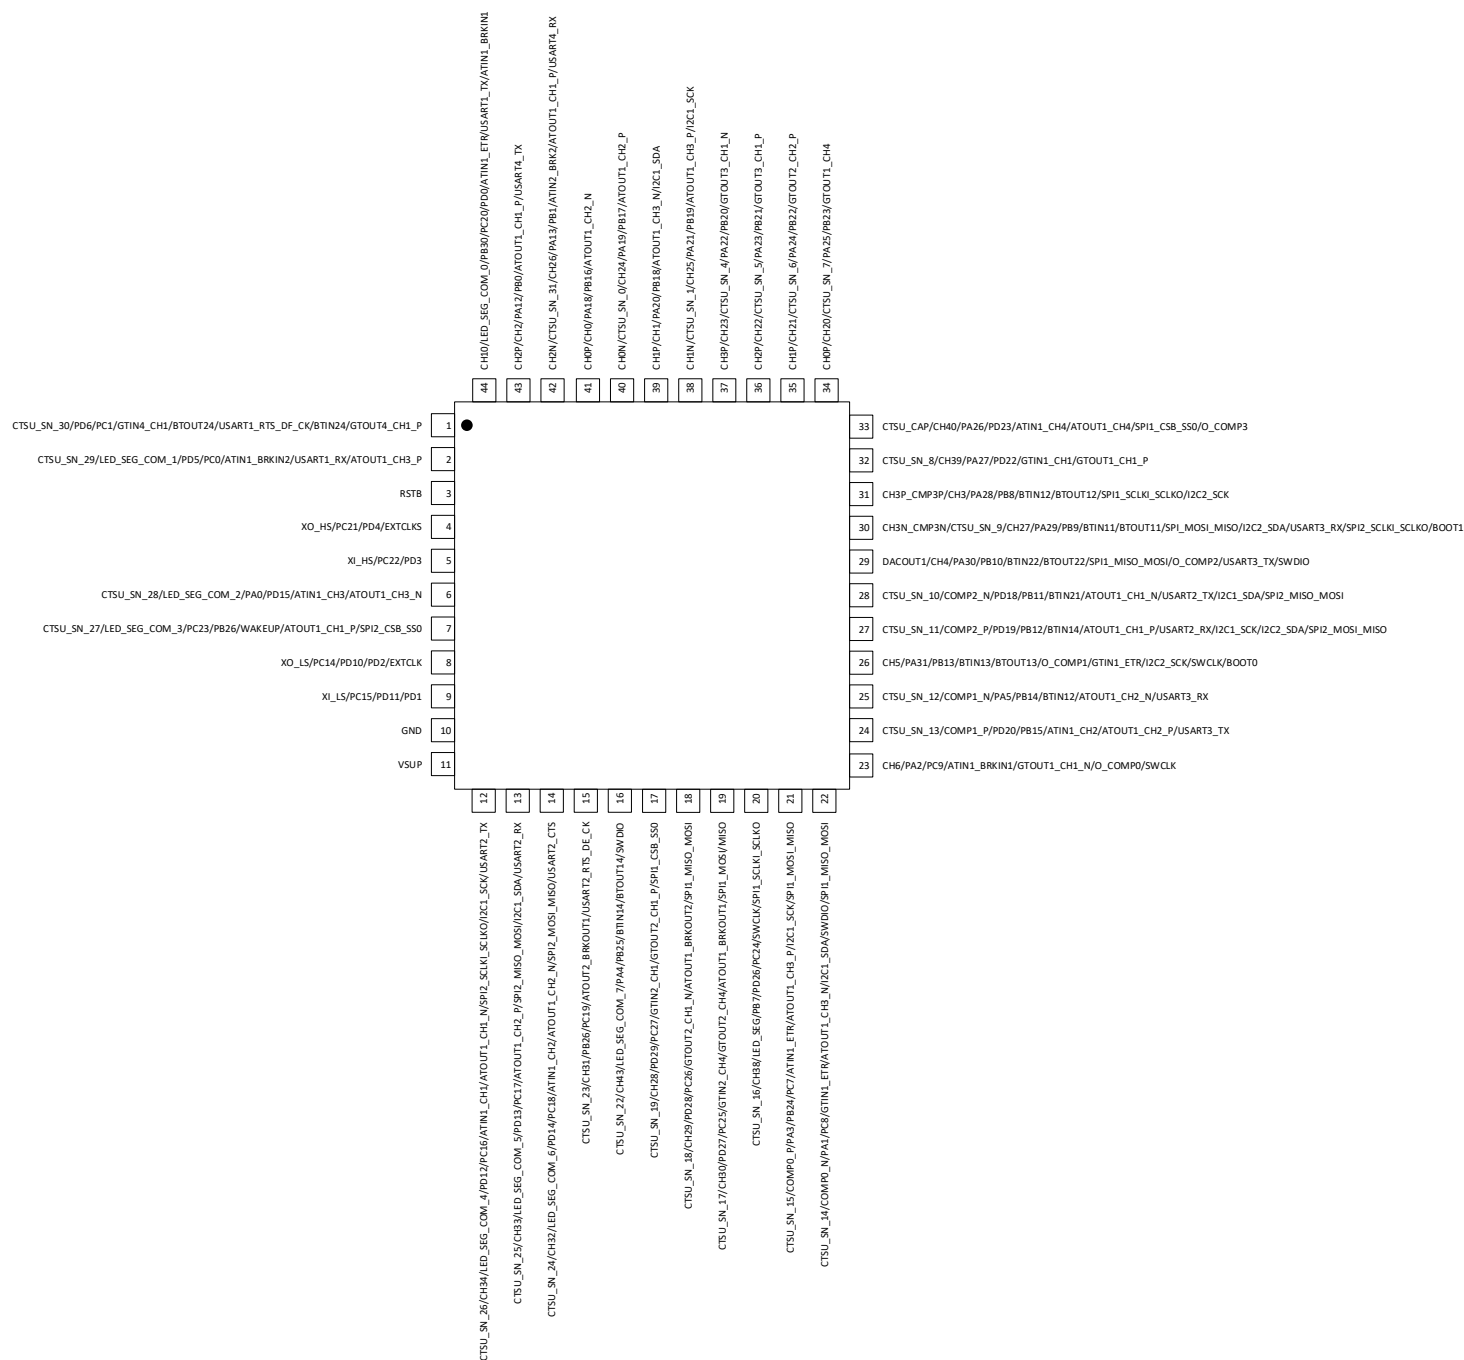 CH10/LED_SEG_COM_0/PB30/PC20/PD0/ATIN1_ETR/USART1_TX/ATIN1_BRKIN1
CH2P/CH2/PA12/PB0/ATOUT1_CH1_P/USART4_TX
CH2N/CTSU_SN_31/CH26/PA13/PB1/ATIN2_BRK2/ATOUT1_CH1_P/USART4_RX
CH0P/CH0/PA18/PB16/ATOUT1_CH2_N
CH0N/CTSU_SN_0/CH24/PA19/PB17/ATOUT1_CH2_P
CH1P/CH1/PA20/PB18/ATOUT1_CH3_N/I2C1_SDA
CH1N/CTSU_SN_1/CH25/PA21/PB19/ATOUT1_CH3_P/I2C1_SCK
CH3P/CH23/CTSU_SN_4/PA22/PB20/GTOUT3_CH1_N
CH2P/CH22/CTSU_SN_5/PA23/PB21/GTOUT3_CH1_P
CH1P/CH21/CTSU_SN_6/PA24/PB22/GTOUT2_CH2_P
CH0P/CH20/CTSU_SN_7/PA25/PB23/GTOUT1_CH4
44 43 42 41 40 39 38 37 36 35 34
CTSU_SN_30/PD6/PC1/GTIN4_CH1/BTOUT24/USART1_RTS_DF_CK/BTIN24/GTOUT4_CH1_P 1
CTSU_SN_29/LED_SEG_COM_1/PD5/PC0/ATIN1_BRKIN2/USART1_RX/ATOUT1_CH3_P 2
RSTB 3
XO_HS/PC21/PD4/EXTCLKS 4
XI_HS/PC22/PD3 5
CTSU_SN_28/LED_SEG_COM_2/PA0/PD15/ATIN1_CH3/ATOUT1_CH3_N 6
CTSU_SN_27/LED_SEG_COM_3/PC23/PB26/WAKEUP/ATOUT1_CH1_P/SPI2_CSB_SS0 7
XO_LS/PC14/PD10/PD2/EXTCLK 8
XI_LS/PC15/PD11/PD1 9
GND 10
VSUP 11
33 CTSU_CAP/CH40/PA26/PD23/ATIN1_CH4/ATOUT1_CH4/SPI1_CSB_SS0/O_COMP3
32 CTSU_SN_8/CH39/PA27/PD22/GTIN1_CH1/GTOUT1_CH1_P
31 CH3P_CMP3P/CH3/PA28/PB8/BTIN12/BTOUT12/SPI1_SCLKI_SCLKO/I2C2_SCK
30 CH3N_CMP3N/CTSU_SN_9/CH27/PA29/PB9/BTIN11/BTOUT11/SPI_MOSI_MISO/I2C2_SDA/USART3_RX/SPI2_SCLKI_SCLKO/BOOT1
29 DACOUT1/CH4/PA30/PB10/BTIN22/BTOUT22/SPI1_MISO_MOSI/O_COMP2/USART3_TX/SWDIO
28 CTSU_SN_10/COMP2_N/PD18/PB11/BTIN21/ATOUT1_CH1_N/USART2_TX/I2C1_SDA/SPI2_MISO_MOSI
27 CTSU_SN_11/COMP2_P/PD19/PB12/BTIN14/ATOUT1_CH1_P/USART2_RX/I2C1_SCK/I2C2_SDA/SPI2_MOSI_MISO
26 CH5/PA31/PB13/BTIN13/BTOUT13/O_COMP1/GTIN1_ETR/I2C2_SCK/SWCLK/BOOT0
25 CTSU_SN_12/COMP1_N/PA5/PB14/BTIN12/ATOUT1_CH2_N/USART3_RX
24 CTSU_SN_13/COMP1_P/PD20/PB15/ATIN1_CH2/ATOUT1_CH2_P/USART3_TX
23 CH6/PA2/PC9/ATIN1_BRKIN1/GTOUT1_CH1_N/O_COMP0/SWCLK
12 13 14 15 16 17 18 19 20 21 22
CTSU_SN_26/CH34/LED_SEG_COM_4/PD12/PC16/ATIN1_CH1/ATOUT1_CH1_N/SPI2_SCLKI_SCLKO/I2C1_SCK/USART2_TX
CTSU_SN_25/CH33/LED_SEG_COM_5/PD13/PC17/ATOUT1_CH2_P/SPI2_MISO_MOSI/I2C1_SDA/USART2_RX
CTSU_SN_24/CH32/LED_SEG_COM_6/PD14/PC18/ATIN1_CH2/ATOUT1_CH2_N/SPI2_MOSI_MISO/USART2_CTS
CTSU_SN_23/CH31/PB26/PC19/ATOUT2_BRKOUT1/USART2_RTS_DE_CK
CTSU_SN_22/CH43/LED_SEG_COM_7/PA4/PB25/BTIN14/BTOUT14/SWDIO
CTSU_SN_19/CH28/PD29/PC27/GTIN2_CH1/GTOUT2_CH1_P/SPI1_CSB_SS0
CTSU_SN_18/CH29/PD28/PC26/GTOUT2_CH1_N/ATOUT1_BRKOUT2/SPI1_MISO_MOSI
CTSU_SN_17/CH30/PD27/PC25/GTIN2_CH4/GTOUT2_CH4/ATOUT1_BRKOUT1/SPI1_MOSI/MISO
CTSU_SN_16/CH38/LED_SEG/PB7/PD26/PC24/SWCLK/SPI1_SCLKI_SCLKO
CTSU_SN_15/COMP0_P/PA3/PB24/PC7/ATIN1_ETR/ATOUT1_CH3_P/I2C1_SCK/SPI1_MOSI_MISO
CTSU_SN_14/COMP0_N/PA1/PC8/GTIN1_ETR/ATOUT1_CH3_N/I2C1_SDA/SWDIO/SPI1_MISO_MOSI